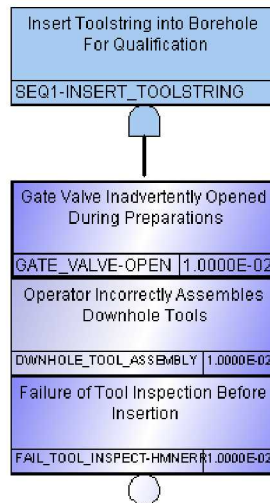 Insert Toolstring into Borehole
For Qualification
SEQ1-INSERT_TOOLSTRING
Gate Valve Inadvertently Opened
During Preparations
GATE_VALVE-OPEN 1.0000E-02
Operator Incorrectly Assembles
Downhole Tools
DWNHOLE_TOOL_ASSEMBLY 1.0000E-02
Failure of Tool Inspection Before
Insertion
FAIL_TOOL_INSPECT-HMNERR 1.0000E-02